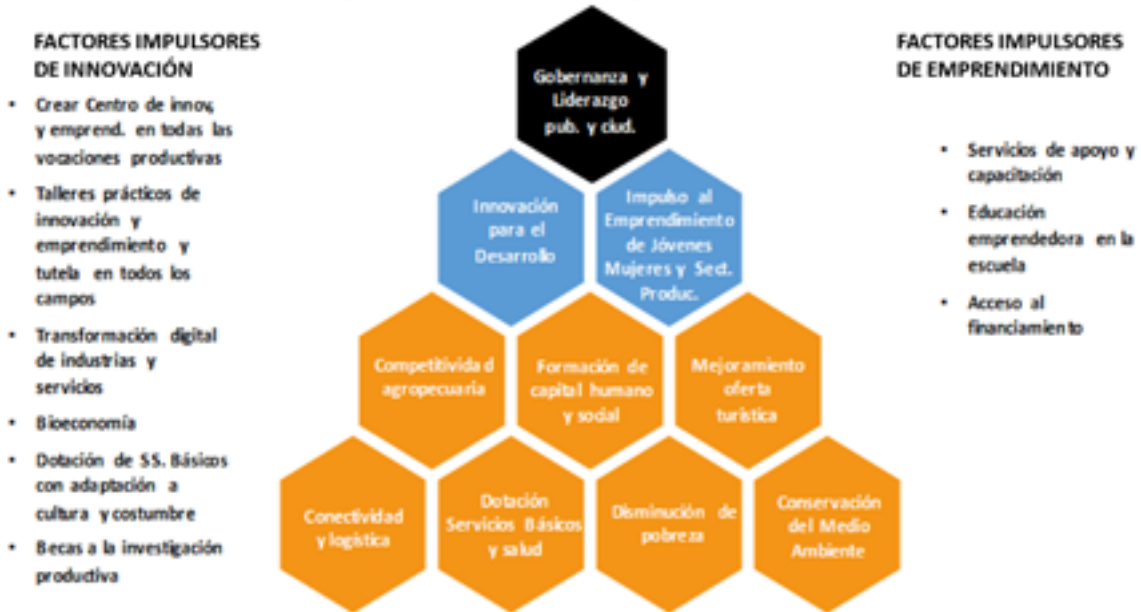 FACTORES IMPULSORES
DE INNOVACIÓN
• Crear Centro de innov,
y emprend. en todas las
vocaciones productivas
• Talleres prácticos de
innovación y
emprendimiento y
tutela en todos los
campos
• Transformación digital
de industrias y
servicios
• Bioeconomía
• Dotación de SS. Básicos
con adaptación a
cultura y costumbre
• Becas a la investigación
productiva
Gobernanza y
Liderazgo
pub. y ciud.
Innovación
para el
Desarrollo
Impulso al
Emprendimiento
de Jóvenes
Mujeres y Sect.
Produc.
Competitividad
agropecuaria
Formación de
capital humano
y social
Mejoramiento
oferta
turística
Conectividad
y logística
Dotación
Servicios Básicos
y salud
Disminución de
pobreza
Conservación
del Medio
Ambiente
FACTORES IMPULSORES
DE EMPRENDIMIENTO
• Servicios de apoyo y
capacitación
• Educación
emprendedora en la
escuela
• Acceso al
financiamiento